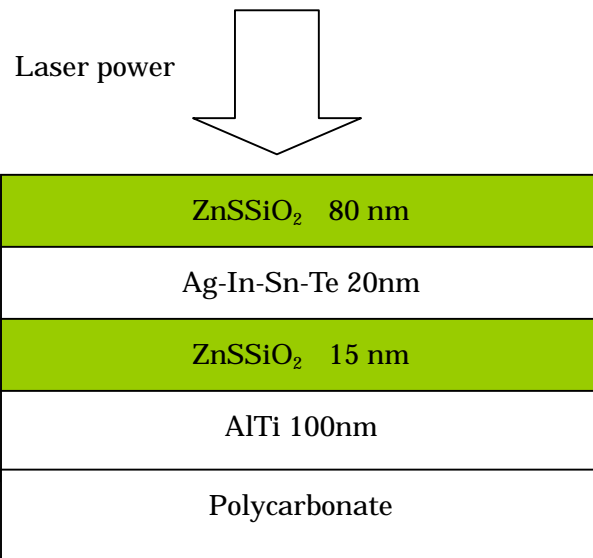 Laser power
ZnSSiO₂ 80 nm
Ag-In-Sn-Te 20nm
ZnSSiO₂ 15 nm
AlTi 100nm
Polycarbonate